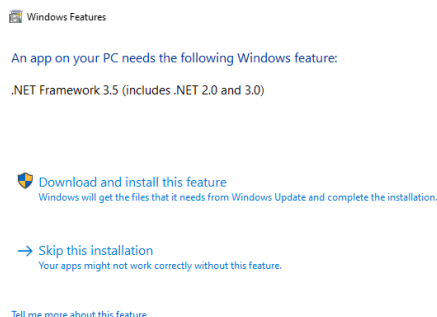 Windows Features
An app on your PC needs the following Windows feature:
.NET Framework 3.5 (includes .NET 2.0 and 3.0)
Download and install this feature
Windows will get the files that it needs from Windows Update and complete the installation.
Skip this installation
Your apps might not work correctly without this feature.
Tell me more about this feature